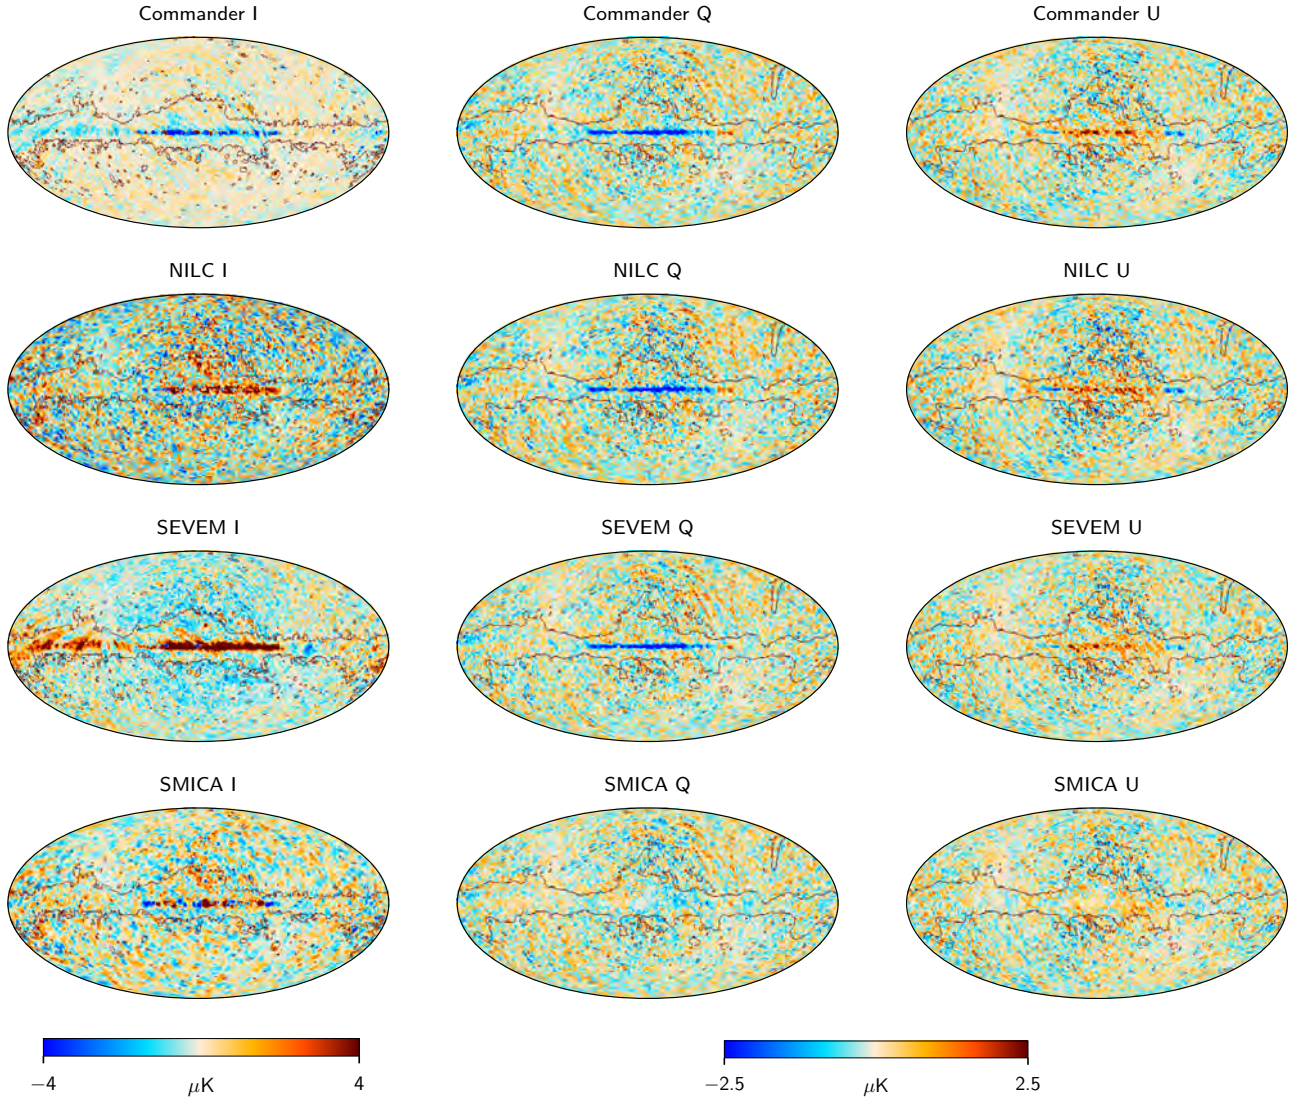 Commander I Commander Q Commander U
NILC I NILC Q NILC U
SEVEM I SEVEM Q SEVEM U
SMICA I SMICA Q SMICA U
−4 μK 4 −2.5 μK 2.5